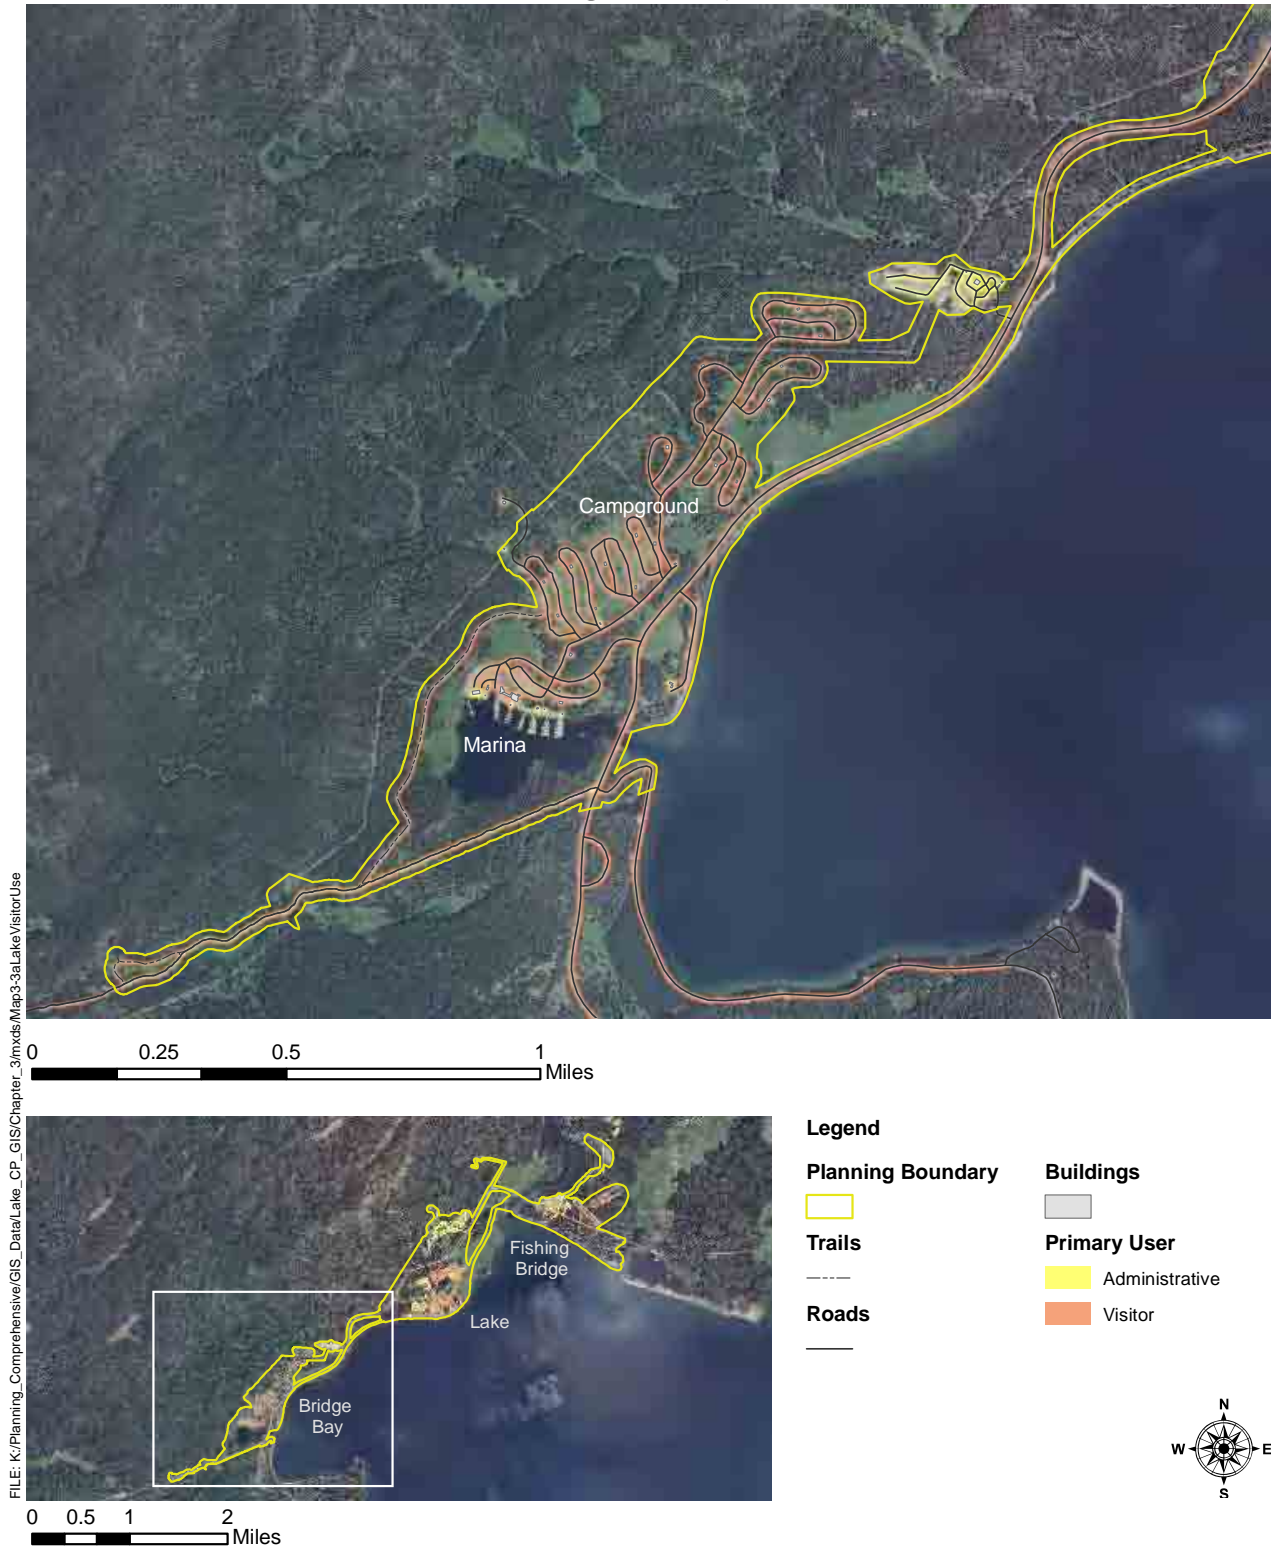 Campground
Marina
0 0.25 0.5 1
Miles
FILE: K:/Planning_Comprehensive/GIS_Data/Lake_CP_GIS/Chapter_3/mxds/Map3-3aLakeVisitorUse
Fishing
Bridge
Lake
Bridge
Bay
0 0.5 1 2
Miles
Legend
Planning Boundary
Trails
Roads
Buildings
Primary User
Administrative
Visitor
N
W E
S